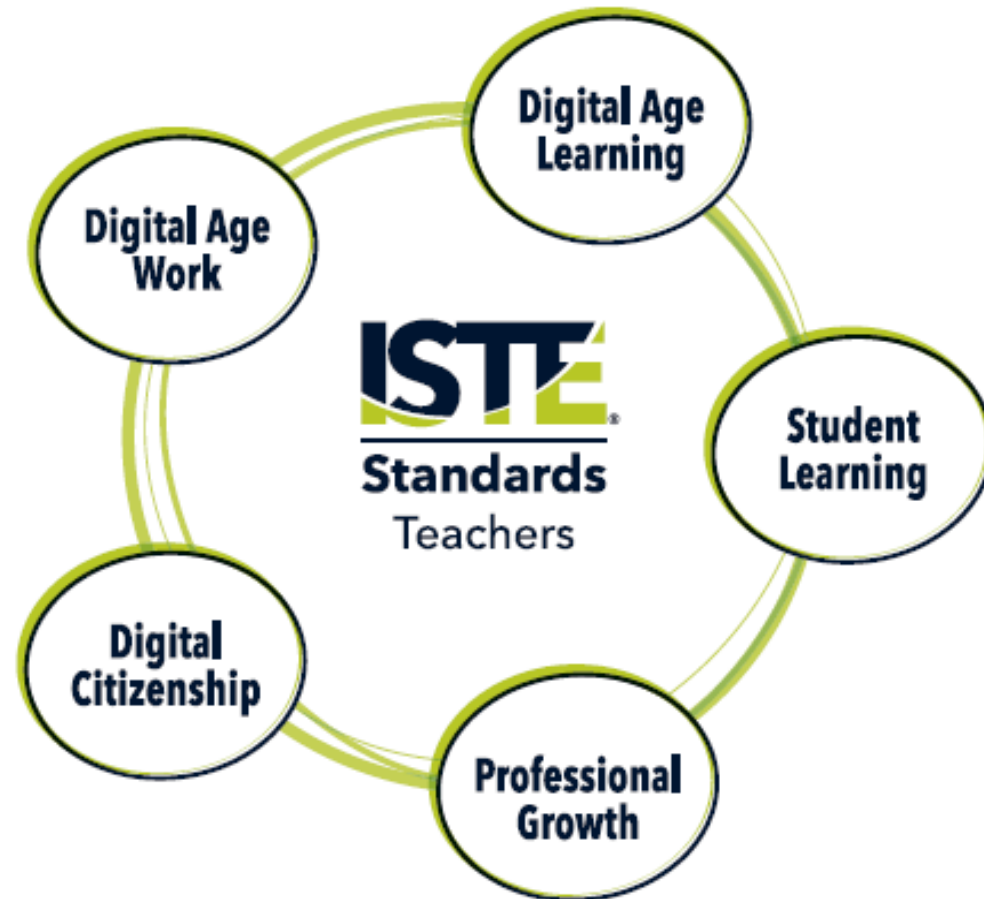 Digital Age
Learning
Digital Age
Work
ISTE®
Standards
Teachers
Student
Learning
Digital
Citizenship
Professional
Growth